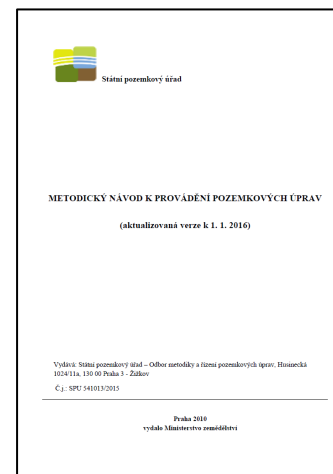 Státní pozemkový úřad
METODICKÝ NÁVOD K PROVÁDĚNÍ POZEMKOVÝCH ÚPRAV
(aktualizovaná verze k 1. 1. 2016)
Vydává: Státní pozemkový úřad – Odbor metodiky a řízení pozemkových úprav, Husinecká
1024/11a, 130 00 Praha 3 - Žižkov
Č.j.: SPU 541013/2015
Praha 2010
vydalo Ministerstvo zemědělství